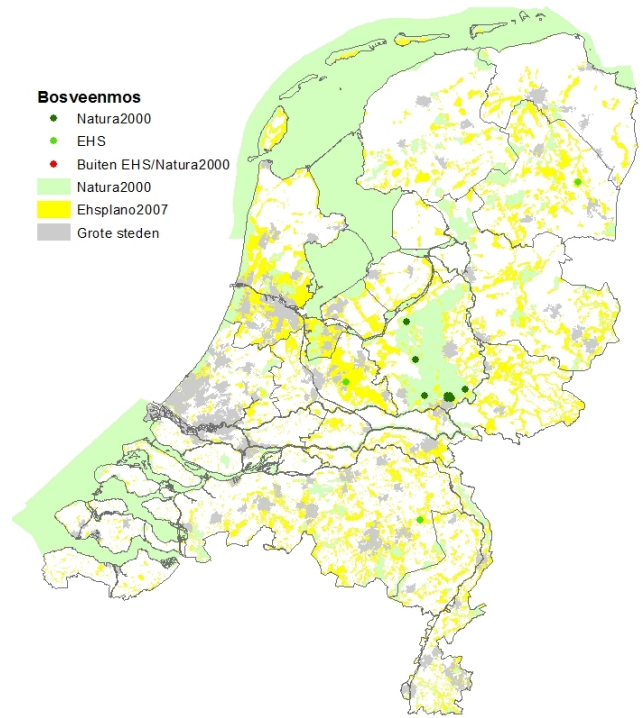 Bosveenmos
Natura2000
EHS
Buiten EHS/Natura2000
Natura2000
Ehsplano2007
Grote steden